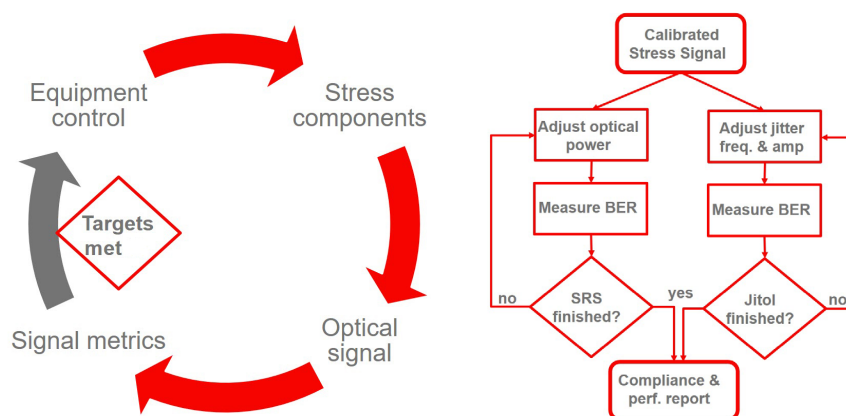 Equipment
control
Stress
components
Targets
met
Signal metrics
Optical
signal
Calibrated
Stress Signal
Adjust optical
power
Adjust jitter
freq. & amp
Measure BER
Measure BER
no
SRS
finished?
yes
Jitol
finished?
no
Compliance &
perf. report